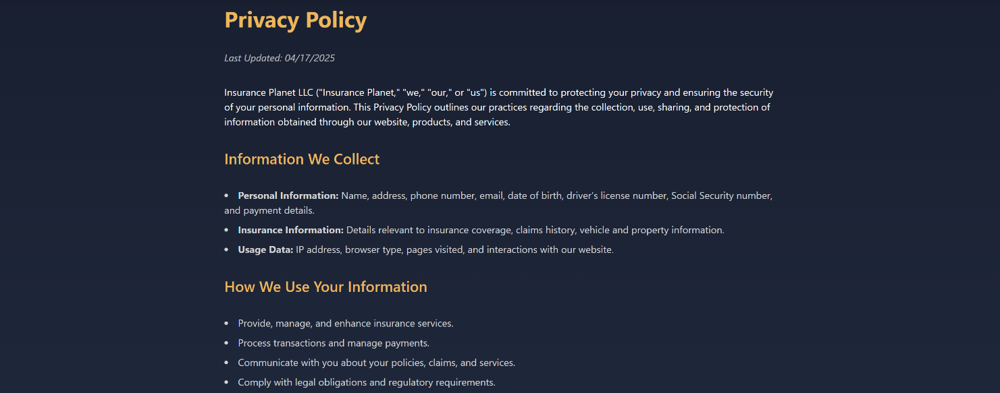 Privacy Policy
Last Updated: 04/17/2025
Insurance Planet LLC ("Insurance Planet," "we," "our," or "us") is committed to protecting your privacy and ensuring the security
of your personal information. This Privacy Policy outlines our practices regarding the collection, use, sharing, and protection of
information obtained through our website, products, and services.
Information We Collect
• Personal Information: Name, address, phone number, email, date of birth, driver’s license number, Social Security number,
and payment details.
• Insurance Information: Details relevant to insurance coverage, claims history, vehicle and property information.
• Usage Data: IP address, browser type, pages visited, and interactions with our website.
How We Use Your Information
• Provide, manage, and enhance insurance services.
• Process transactions and manage payments.
• Communicate with you about your policies, claims, and services.
• Comply with legal obligations and regulatory requirements.